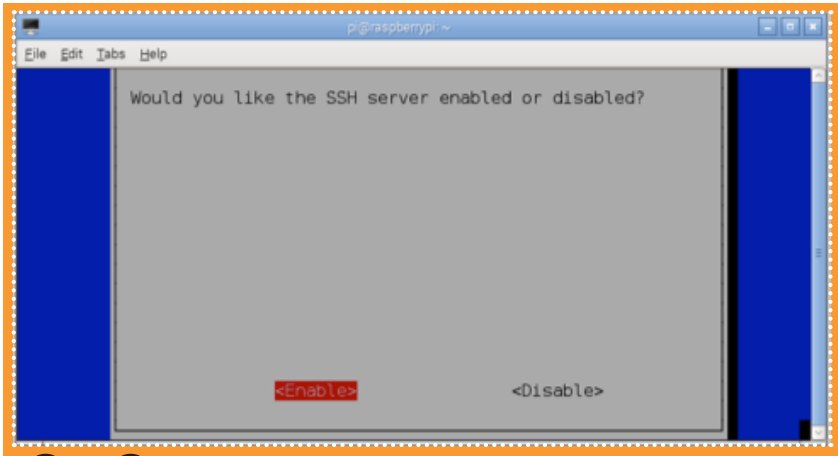 pi@raspberrypi: ~
File Edit Tabs Help
Would you like the SSH server enabled or disabled?
<Enable> <Disable>